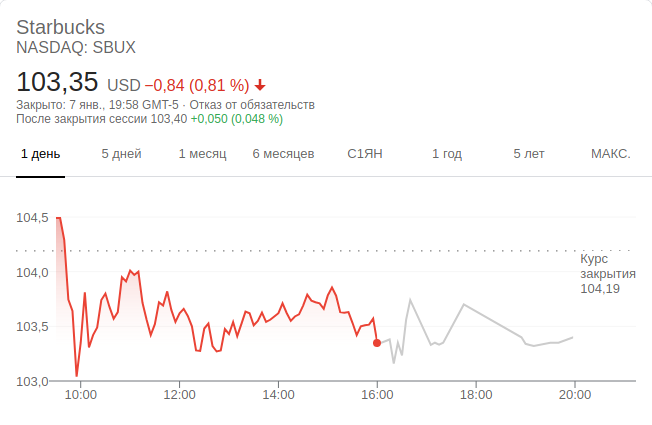 Starbucks
NASDAQ: SBUX
103,35 USD −0,84 (0,81 %)
Закрыто: 7 янв., 19:58 GMT-5 · Отказ от обязательств
После закрытия сессии 103,40 +0,050 (0,048 %)
1 день 5 дней 1 месяц 6 месяцев С1ЯН 1 год 5 лет МАКС.
104,5
Курс
закрытия
104,19
104,0
103,5
103,0
10:00 12:00 14:00 16:00 18:00 20:00